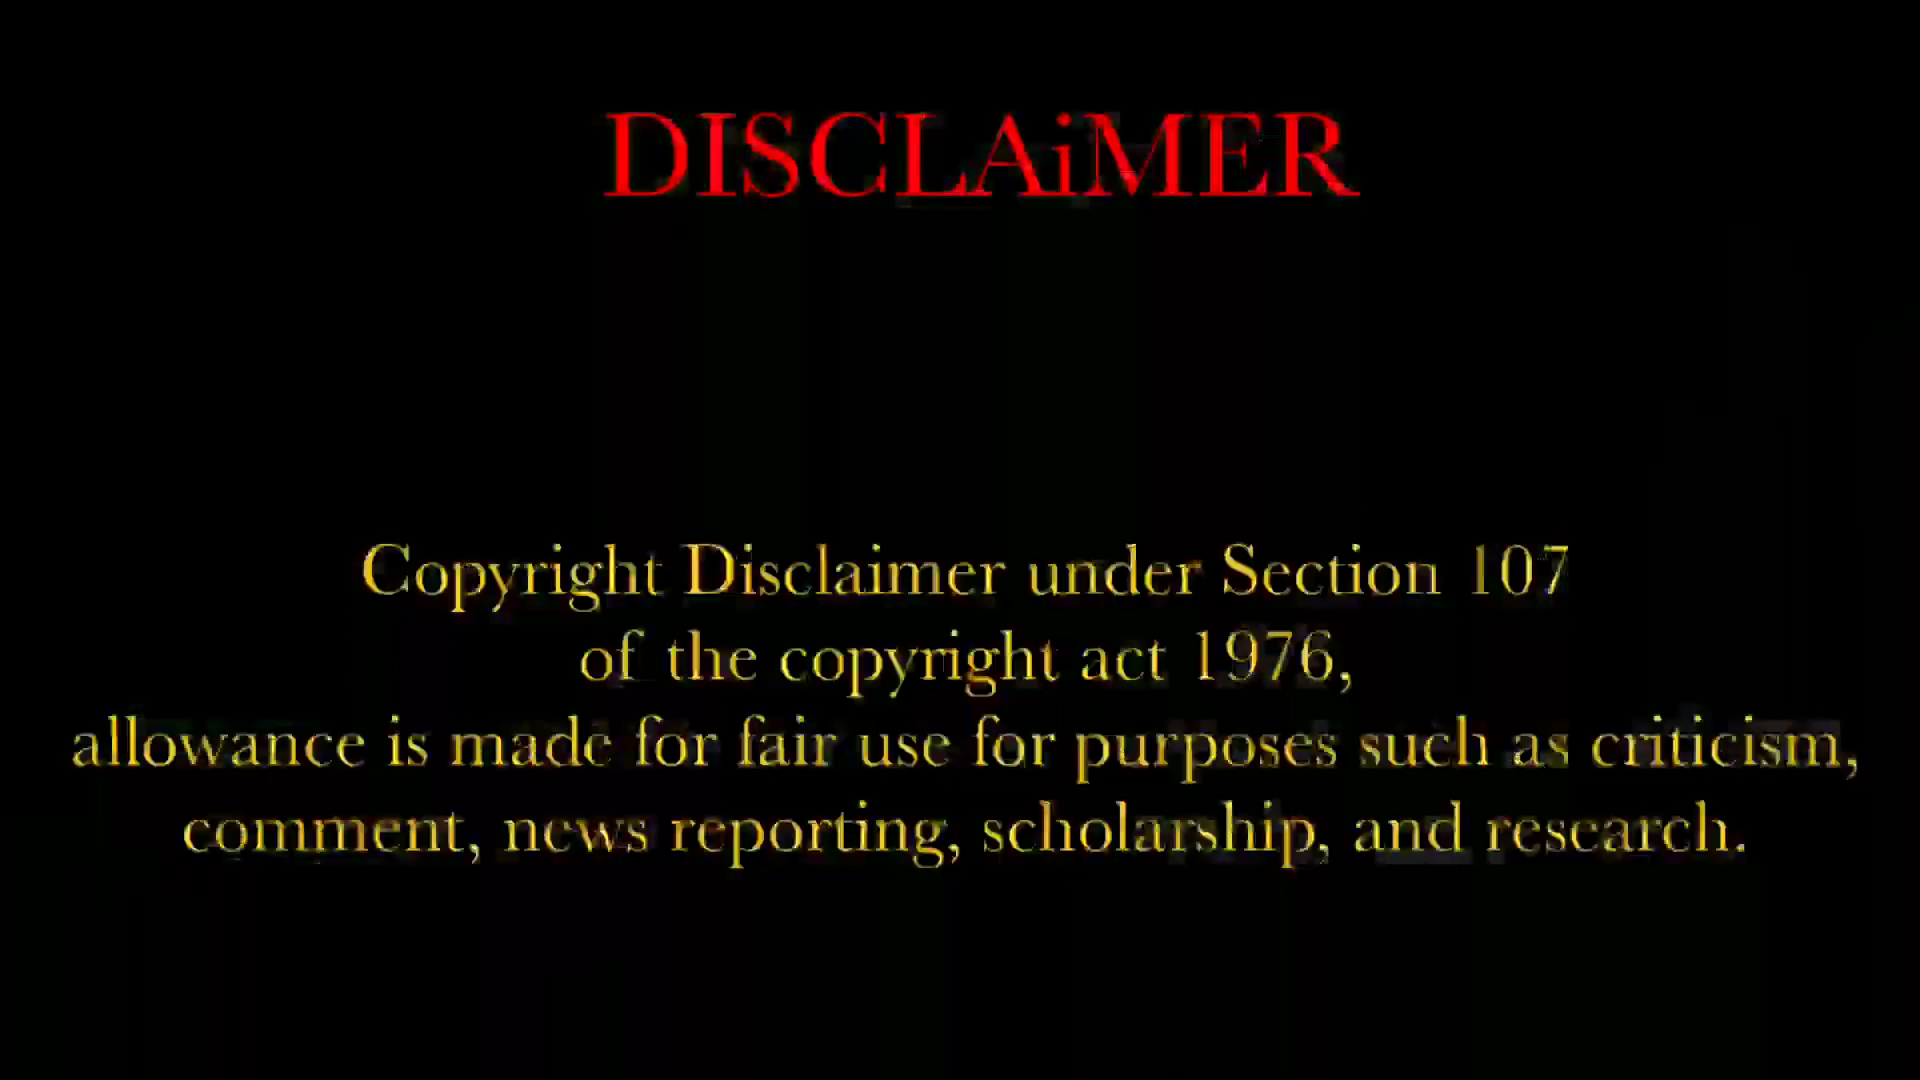 DISCLAiMER
Copyright Disclaimer under Section 107
of the copyright act 1976,
allowance is made for fair use for purposes such as criticism,
comment, news reporting, scholarship, and research.